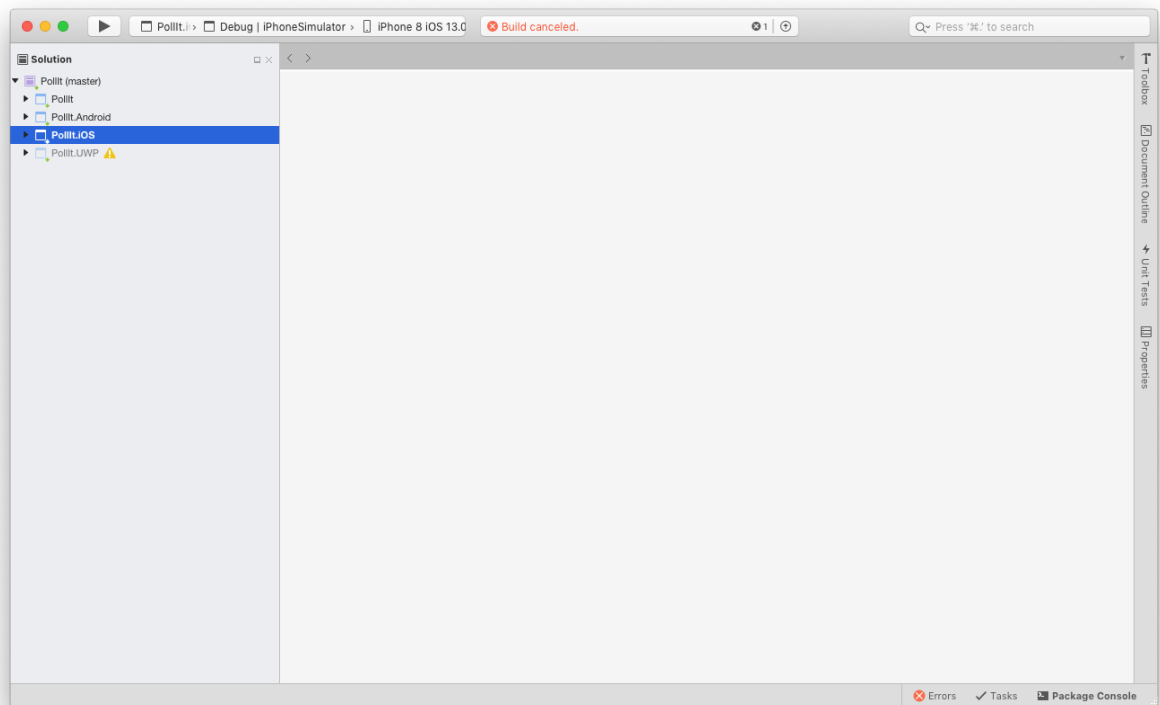 PollIt.i › Debug | iPhoneSimulator › iPhone 8 iOS 13.0
Build canceled.
1
Press ‘⌘.’ to search
Solution
PollIt (master)
PollIt
PollIt.Android
PollIt.iOS
PollIt.UWP
Toolbox
Document Outline
Unit Tests
Properties
Errors
Tasks
Package Console